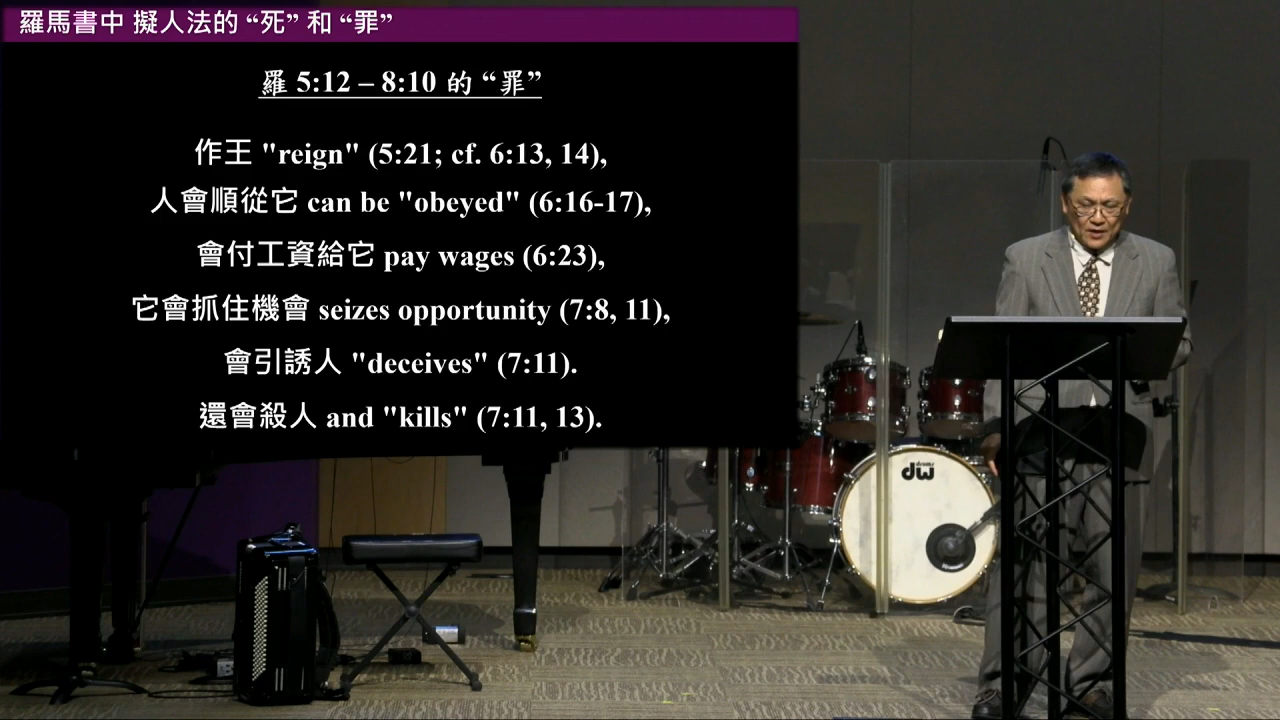 羅馬書中 擬人法的 “死” 和 “罪”
羅 5:12 – 8:10 的 “罪”
作王 "reign" (5:21; cf. 6:13, 14),
人會順從它 can be "obeyed" (6:16-17),
會付工資給它 pay wages (6:23),
它會抓住機會 seizes opportunity (7:8, 11),
會引誘人 "deceives" (7:11).
還會殺人 and "kills" (7:11, 13).
drums
dw